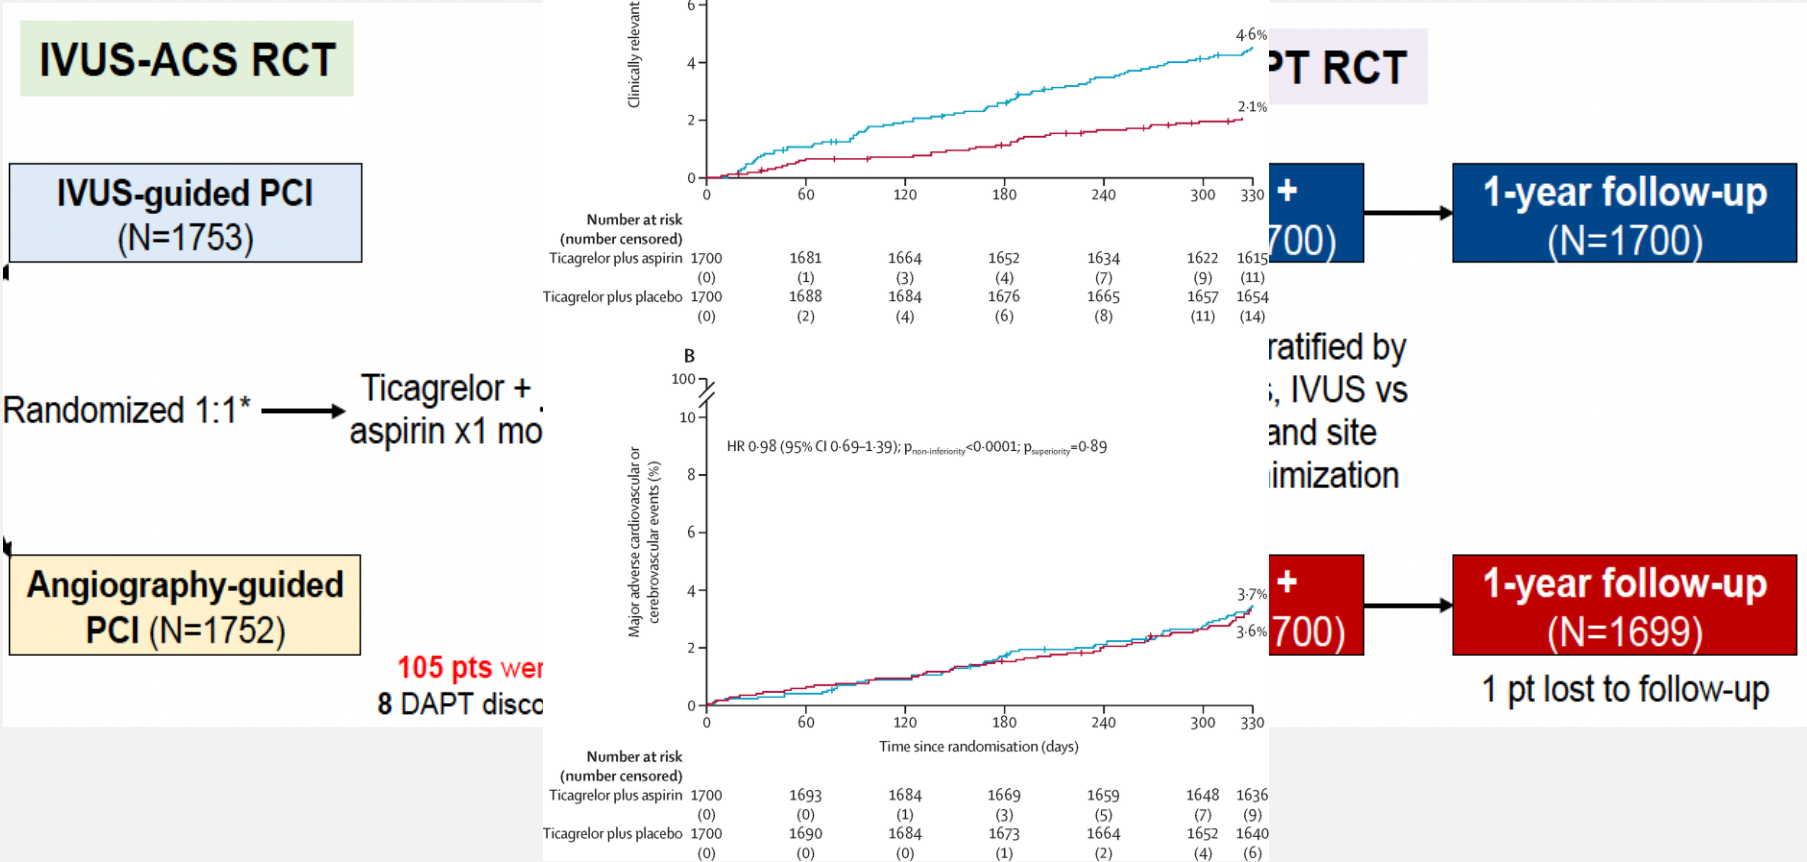 IVUS-ACS RCT
IVUS-guided PCI
(N=1753)
Randomized 1:1*
Ticagrelor +
aspirin x1 mo
Angiography-guided
PCI (N=1752)
105 pts wer
8 DAPT disco
Clinically relevant
6
4
2
0
4·6%
2·1%
0 60 120 180 240 300 330
Number at risk
(number censored)
Ticagrelor plus aspirin 1700 1681 1664 1652 1634 1622 1615
(0) (1) (3) (4) (7) (9) (11)
Ticagrelor plus placebo 1700 1688 1684 1676 1665 1657 1654
(0) (2) (4) (6) (8) (11) (14)
B
Major adverse cardiovascular or
cerebrovascular events (%)
100
10
8
6
4
2
0
HR 0·98 (95% CI 0·69–1·39); pnon-inferiority<0·0001; psuperiority=0·89
3·7%
3·6%
0 60 120 180 240 300 330
Time since randomisation (days)
Number at risk
(number censored)
Ticagrelor plus aspirin 1700 1693 1684 1669 1659 1648 1636
(0) (0) (1) (3) (5) (7) (9)
Ticagrelor plus placebo 1700 1690 1684 1673 1664 1652 1640
(0) (0) (0) (1) (2) (4) (6)
PT RCT
+
700)
1-year follow-up
(N=1700)
ratified by
s, IVUS vs
and site
imization
+
700)
1-year follow-up
(N=1699)
1 pt lost to follow-up